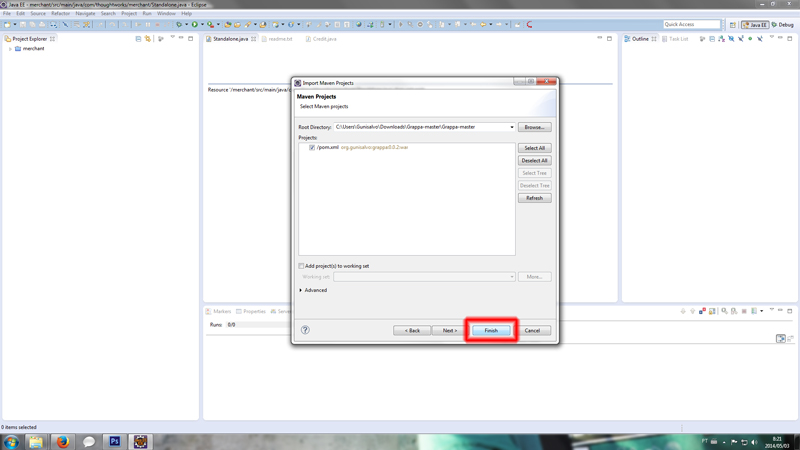 Java EE - merchant/src/main/java/com/thoughtworks/merchant/Standalone.java - Eclipse
File Edit Source Refactor Navigate Search Project Run Window Help
Quick Access
Java EE
Debug
Project Explorer
merchant
Standalone.java
readme.txt
Credit.java
Resource '/merchant/src/main/java/
Outline
Task List
Import Maven Projects
Maven Projects
Select Maven projects
Root Directory: C:\Users\Gunisalvo\Downloads\Grappa-master\Grappa-master
Browse...
Projects
/pom.xml org.gunisalvo:grappa:0.0.2:war
Select All
Deselect All
Select Tree
Deselect Tree
Refresh
Add project(s) to working set
Working set:
More...
Advanced
< Back
Next >
Finish
Cancel
Markers
Properties
Servers
Runs: 0/0
0 items selected
PT
8:21
2014/05/03